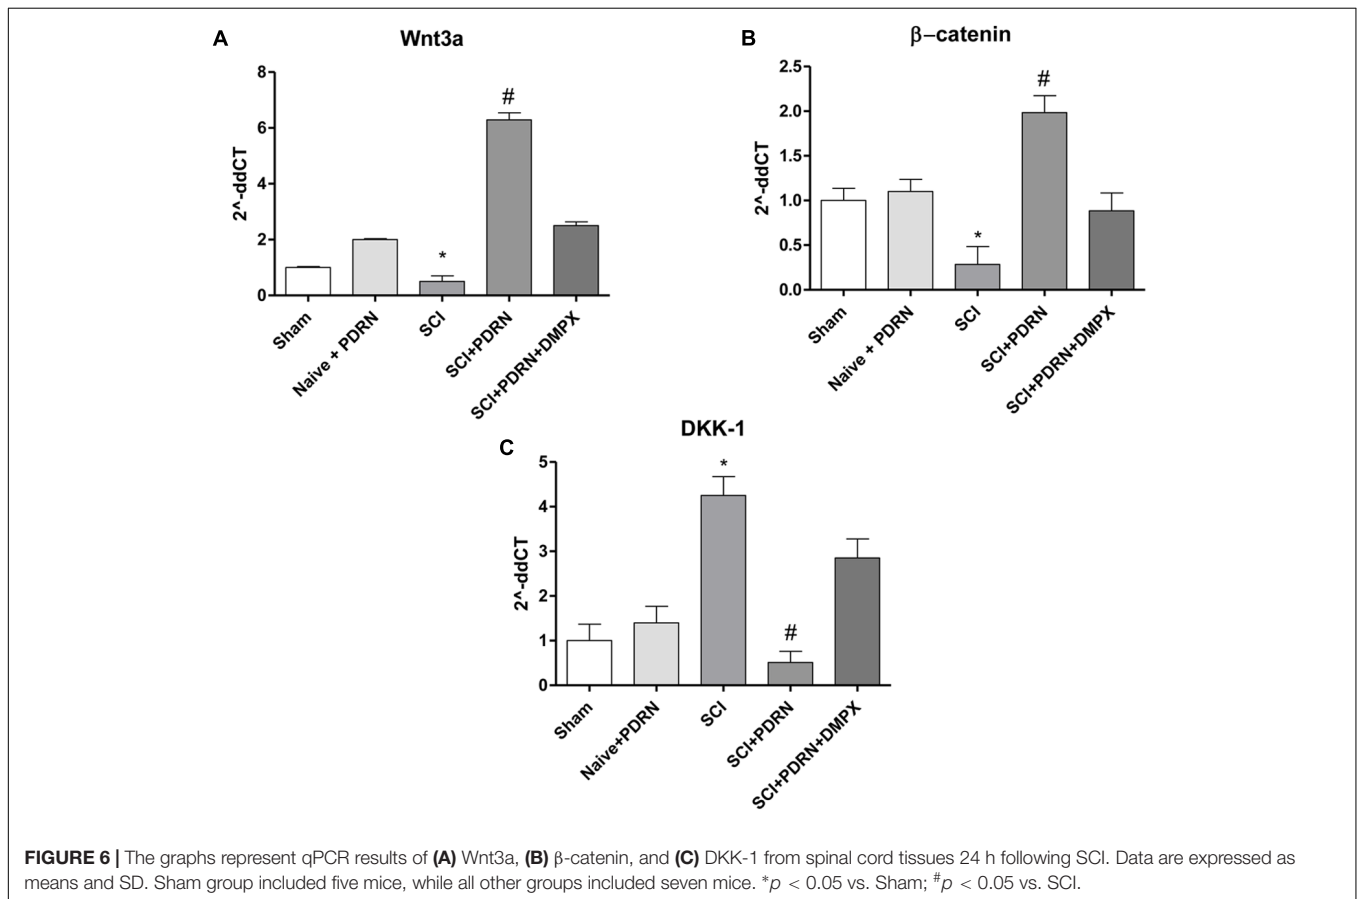 A
Wnt3a
2^-ddCT
8
6
4
2
0
*
#
Sham
Naive + PDRN
SCI
SCI+PDRN
SCI+PDRN+DMPX
B
β–catenin
2^-ddCT
2.5
2.0
1.5
1.0
0.5
0.0
*
#
Sham
Naive + PDRN
SCI
SCI+PDRN
SCI+PDRN+DMPX
C
DKK-1
2^-ddCT
5
4
3
2
1
0
*
#
Sham
Naive+PDRN
SCI
SCI+PDRN
SCI+PDRN+DMPX
FIGURE 6 | The graphs represent qPCR results of (A) Wnt3a, (B) β-catenin, and (C) DKK-1 from spinal cord tissues 24 h following SCI. Data are expressed as
means and SD. Sham group included five mice, while all other groups included seven mice. *p < 0.05 vs. Sham; #p < 0.05 vs. SCI.